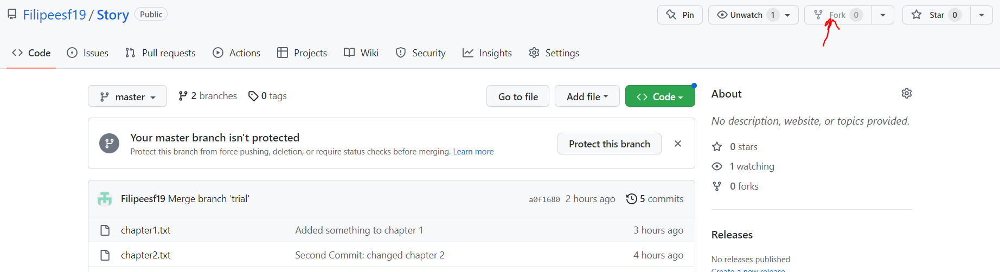 Filipeesf19 / Story Public Pin Unwatch 1 Fork 0 Star 0
Code Issues Pull requests Actions Projects Wiki Security Insights Settings
master 2 branches 0 tags Go to file Add file Code
Your master branch isn't protected
Protect this branch from force pushing, deletion, or require status checks before merging. Learn more
Protect this branch
Filipeesf19 Merge branch 'trial' a0f1680 2 hours ago 5 commits
chapter1.txt Added something to chapter 1 3 hours ago
chapter2.txt Second Commit: changed chapter 2 4 hours ago
About
No description, website, or topics provided.
0 stars
1 watching
0 forks
Releases
No releases published
Create a new release